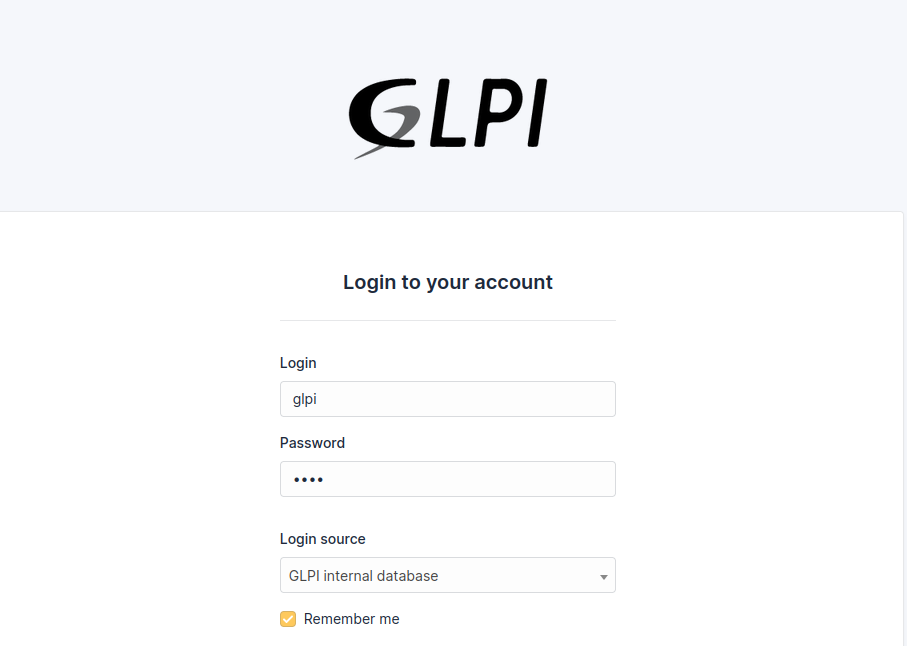 GLPI
Login to your account
Login
glpi
Password
••••
Login source
GLPI internal database
Remember me